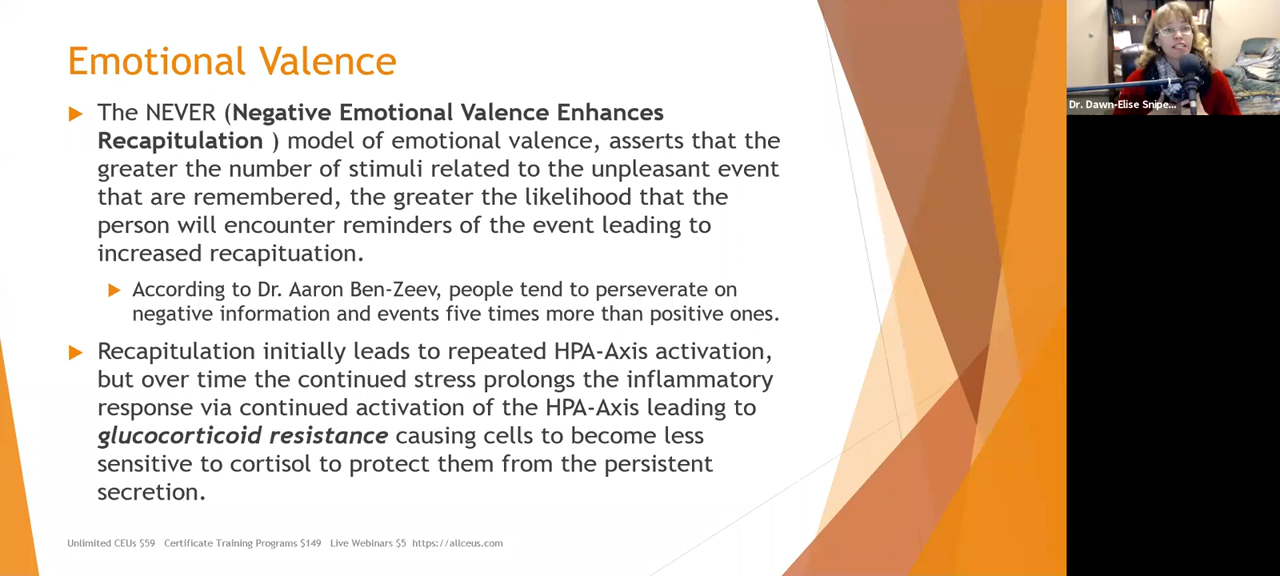 Emotional Valence
The NEVER (Negative Emotional Valence Enhances
Recapitulation ) model of emotional valence, asserts that the
greater the number of stimuli related to the unpleasant event
that are remembered, the greater the likelihood that the
person will encounter reminders of the event leading to
increased recapituation.
According to Dr. Aaron Ben-Zeev, people tend to perseverate on
negative information and events five times more than positive ones.
Recapitulation initially leads to repeated HPA-Axis activation,
but over time the continued stress prolongs the inflammatory
response via continued activation of the HPA-Axis leading to
glucocorticoid resistance causing cells to become less
sensitive to cortisol to protect them from the persistent
secretion.
Unlimited CEUs $59 Certificate Training Programs $149 Live Webinars $5 https://allceus.com
Dr. Dawn-Elise Snipe...